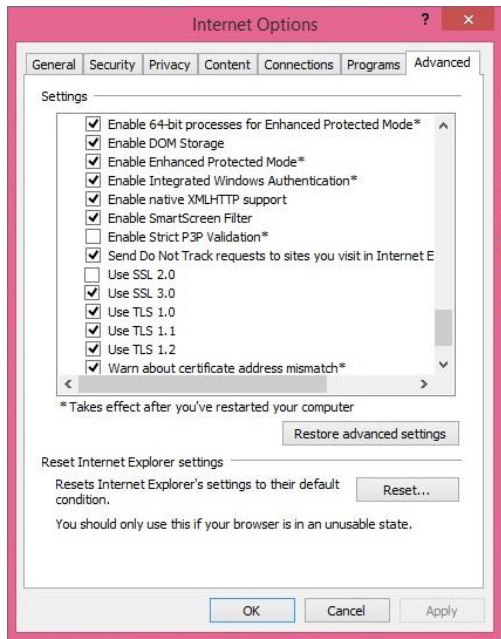 Internet Options
? ×
General Security Privacy Content Connections Programs Advanced
Settings
Enable 64-bit processes for Enhanced Protected Mode*
Enable DOM Storage
Enable Enhanced Protected Mode*
Enable Integrated Windows Authentication*
Enable native XMLHTTP support
Enable SmartScreen Filter
Enable Strict P3P Validation*
Send Do Not Track requests to sites you visit in Internet E
Use SSL 2.0
Use SSL 3.0
Use TLS 1.0
Use TLS 1.1
Use TLS 1.2
Warn about certificate address mismatch*
*Takes effect after you've restarted your computer
Restore advanced settings
Reset Internet Explorer settings
Resets Internet Explorer's settings to their default
condition.
Reset...
You should only use this if your browser is in an unusable state.
OK Cancel Apply